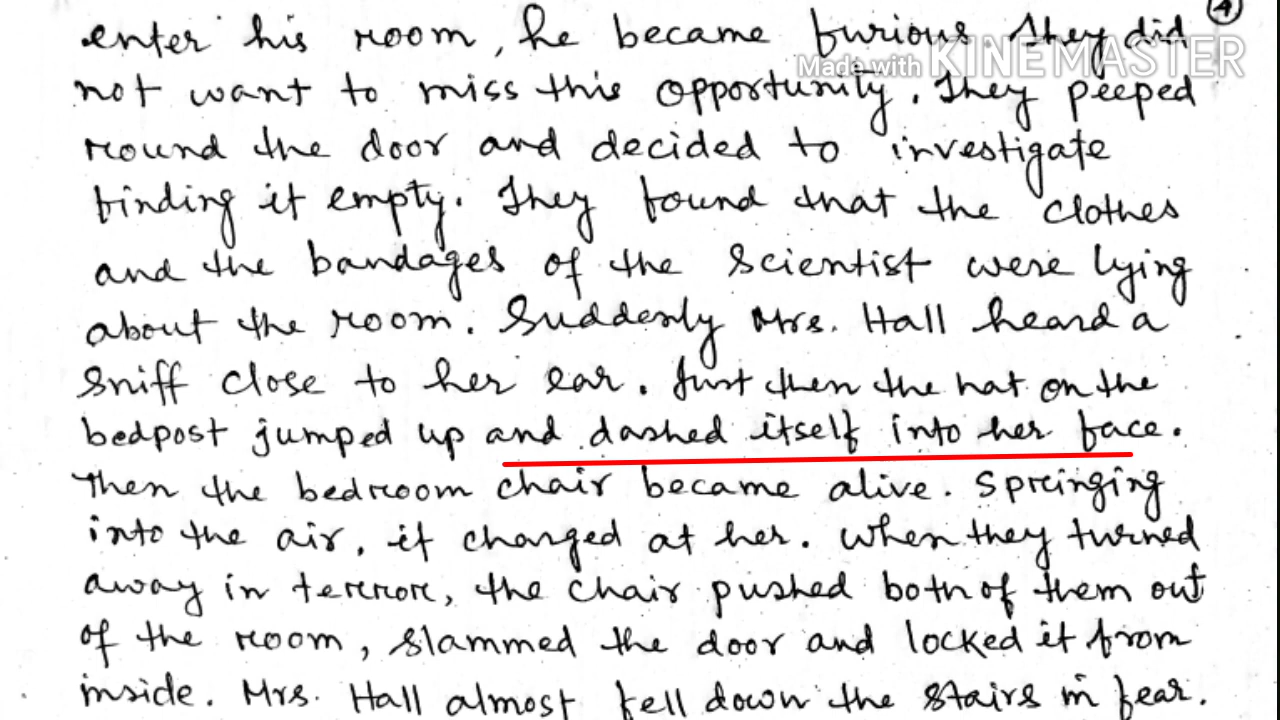 4
enter his room, he became furious. They did
Made with KINEMASTER
not want to miss this opportunity. They peeped
round the door and decided to investigate
finding it empty. They found that the clothes
and the bandages of the scientist were lying
about the room. Suddenly Mrs. Hall heard a
sniff close to her ear. Just then the hat on the
bedpost jumped up and dashed itself into her face.
Then the bedroom chair became alive. Springing
into the air, it charged at her. When they turned
away in terror, the chair pushed both of them out
of the room, slammed the door and locked it from
inside. Mrs. Hall almost fell down the stairs in fear.